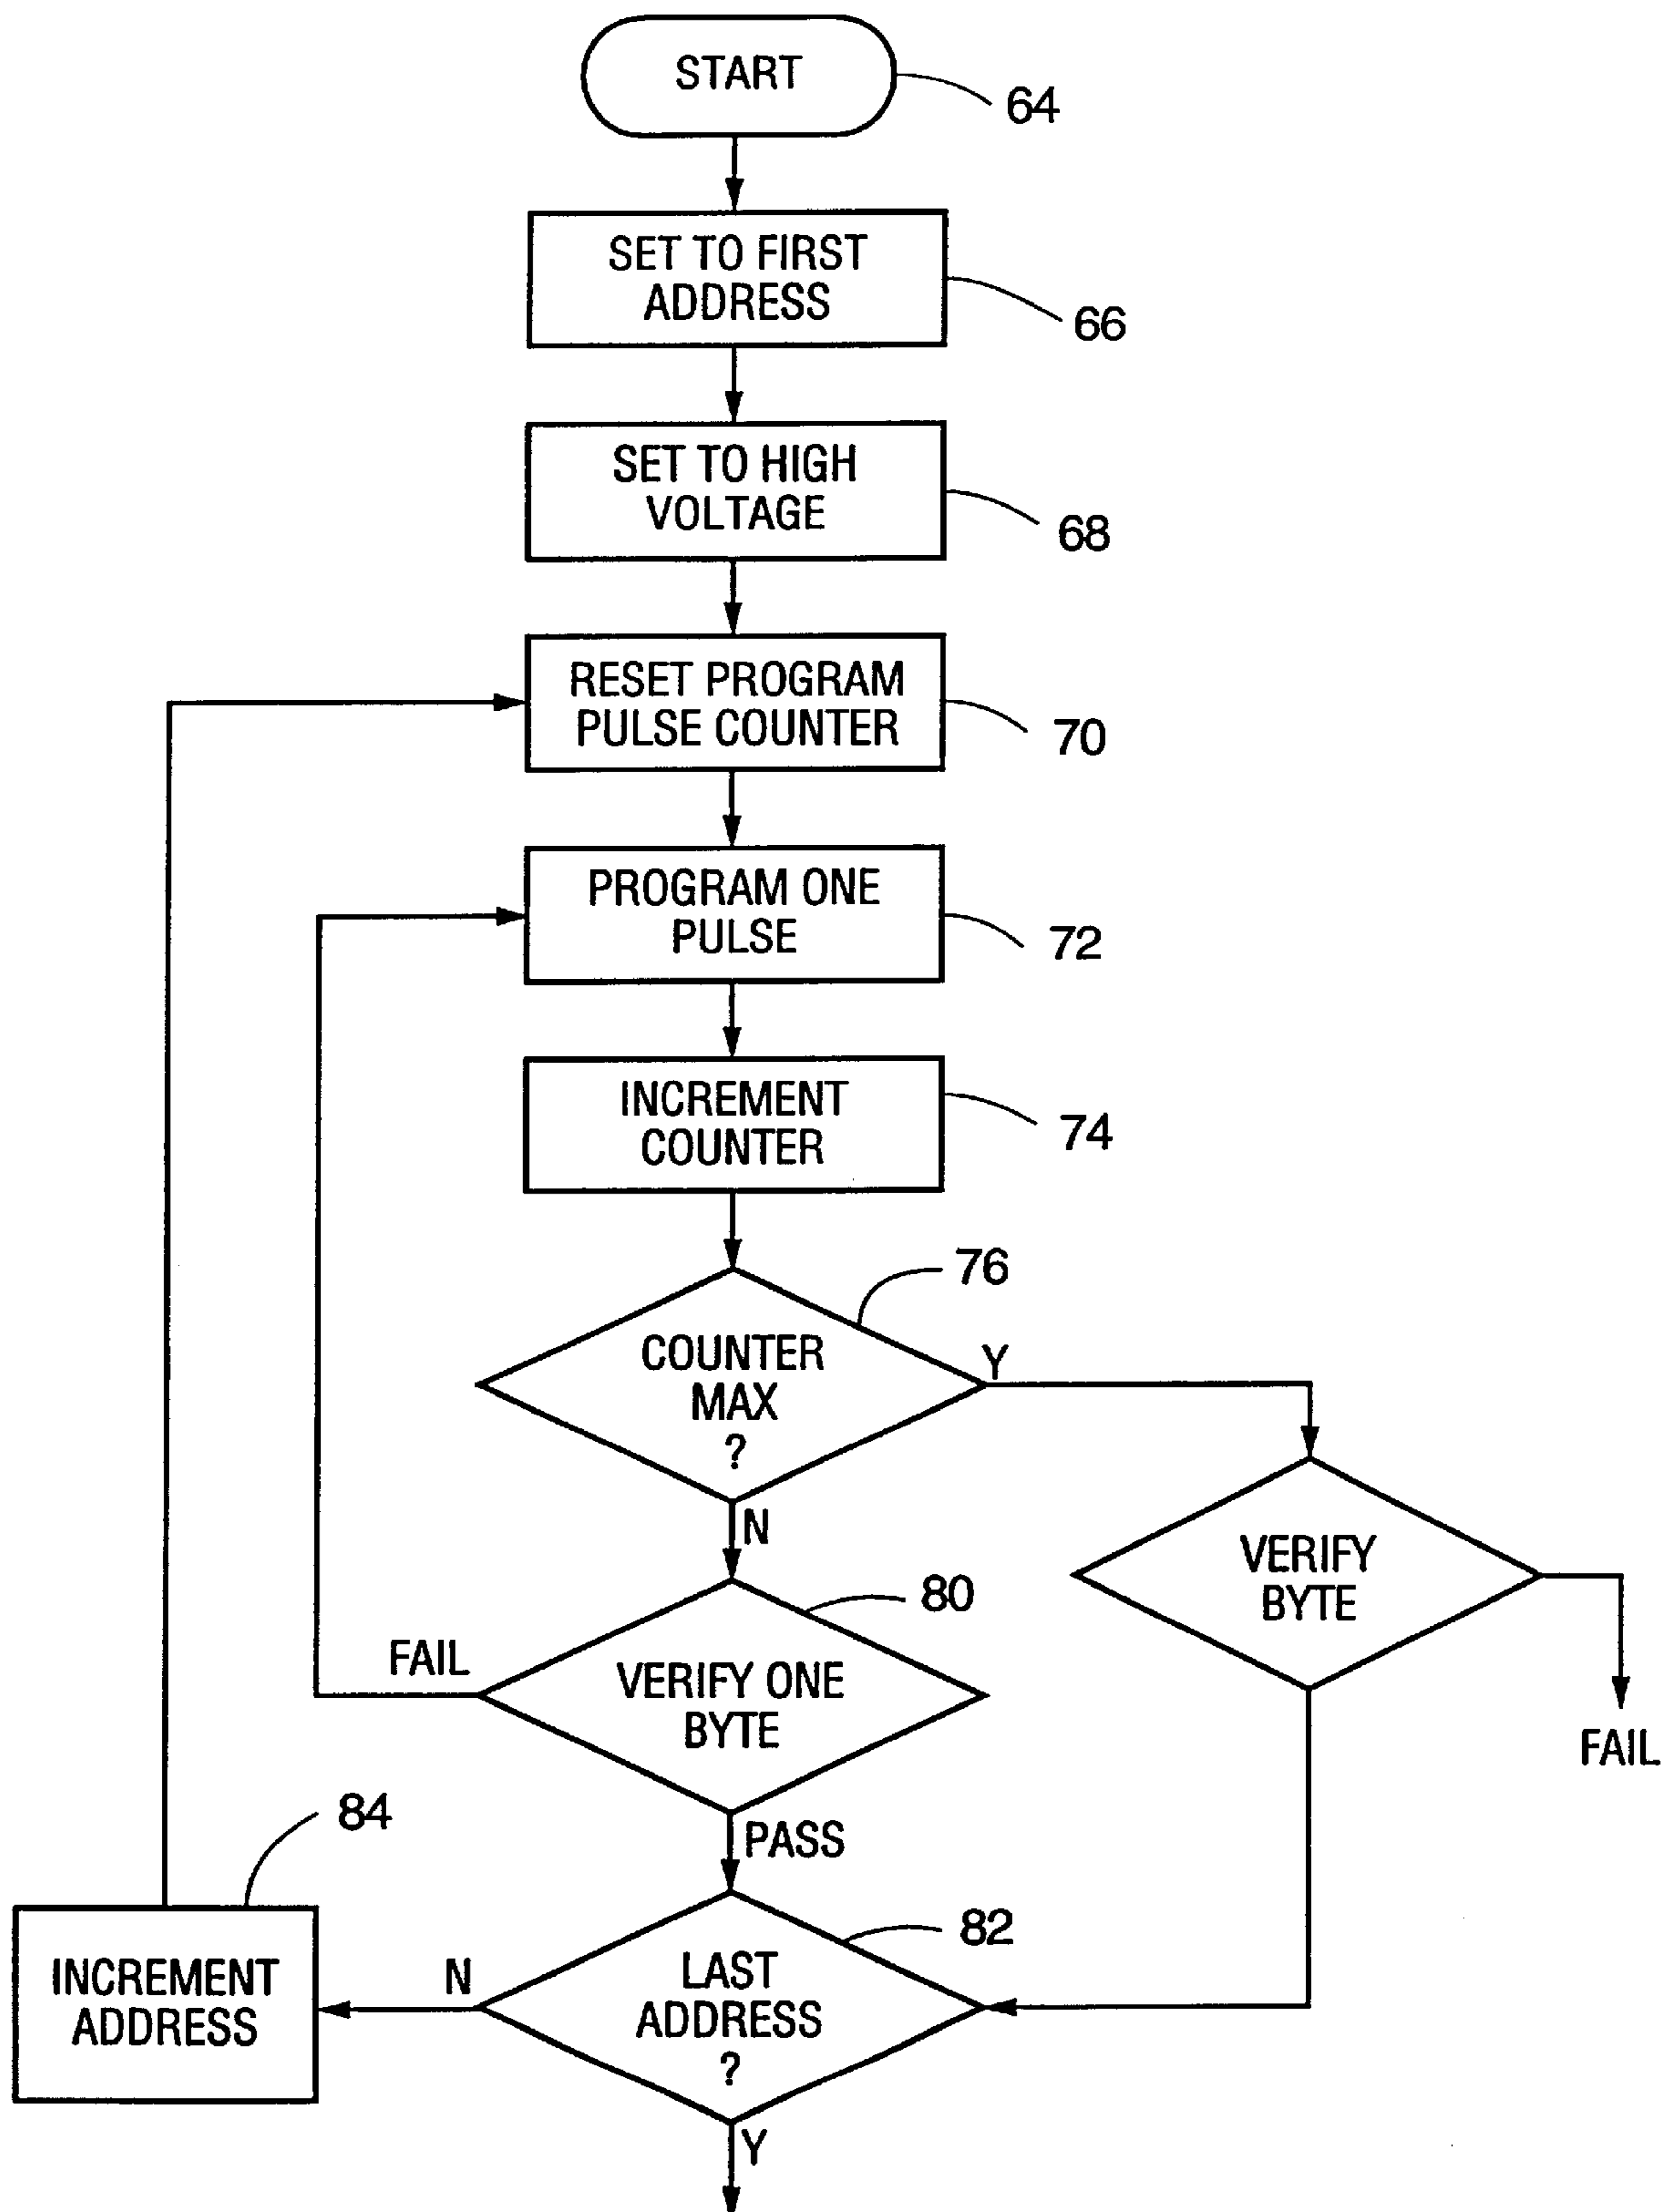 START
64
SET TO FIRST
ADDRESS
66
SET TO HIGH
VOLTAGE
68
RESET PROGRAM
PULSE COUNTER
70
PROGRAM ONE
PULSE
72
INCREMENT
COUNTER
74
76
COUNTER
MAX
?
Y
N
VERIFY
BYTE
80
FAIL
VERIFY ONE
BYTE
FAIL
84
PASS
82
INCREMENT
ADDRESS
N
LAST
ADDRESS
?
Y